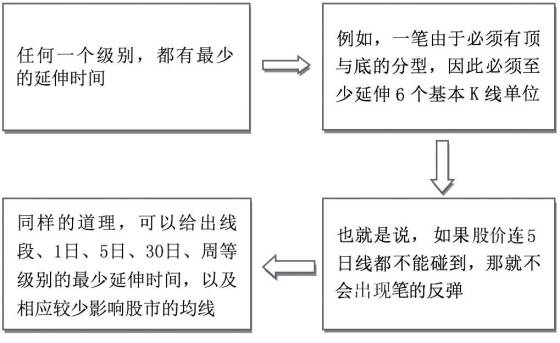 任何一个级别，都有最少
的延伸时间
例如，一笔由于必须有顶
与底的分型，因此必须至
少延伸6个基本K线单位
也就是说，如果股价连5
日线都不能碰到，那就不
会出现笔的反弹
同样的道理，可以给出线
段、1日、5日、30日、周等
级别的最少延伸时间，以及
相应较少影响股市的均线